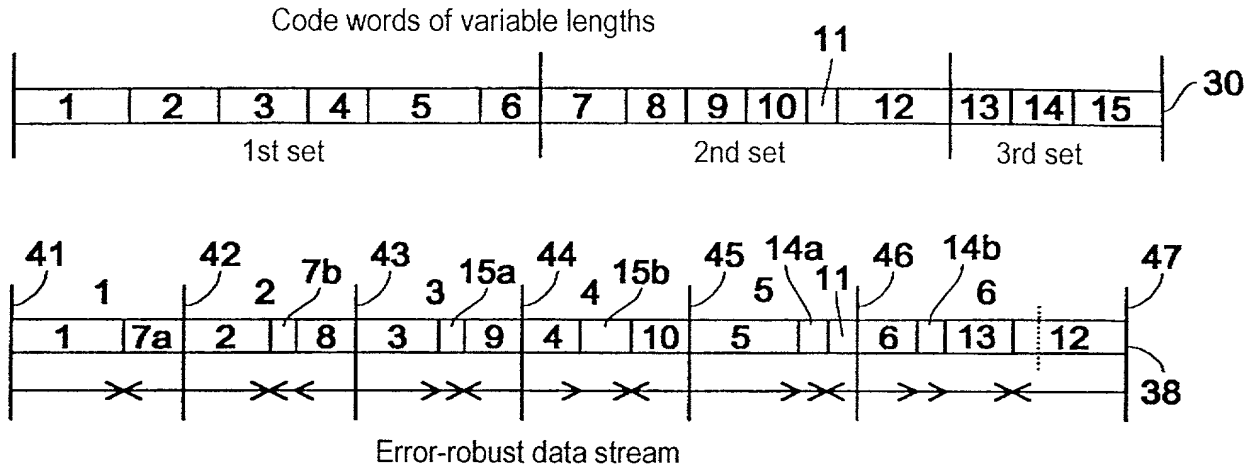 Code words of variable lengths
11
1 2 3 4 5 6 7 8 9 10 12 13 14 15 30
1st set 2nd set 3rd set
41 42 7b 43 15a 44 15b 45 14a 11 46 14b 47
1 2 3 4 5 6
1 7a 2 8 3 9 4 10 5 6 13 12
38
Error-robust data stream